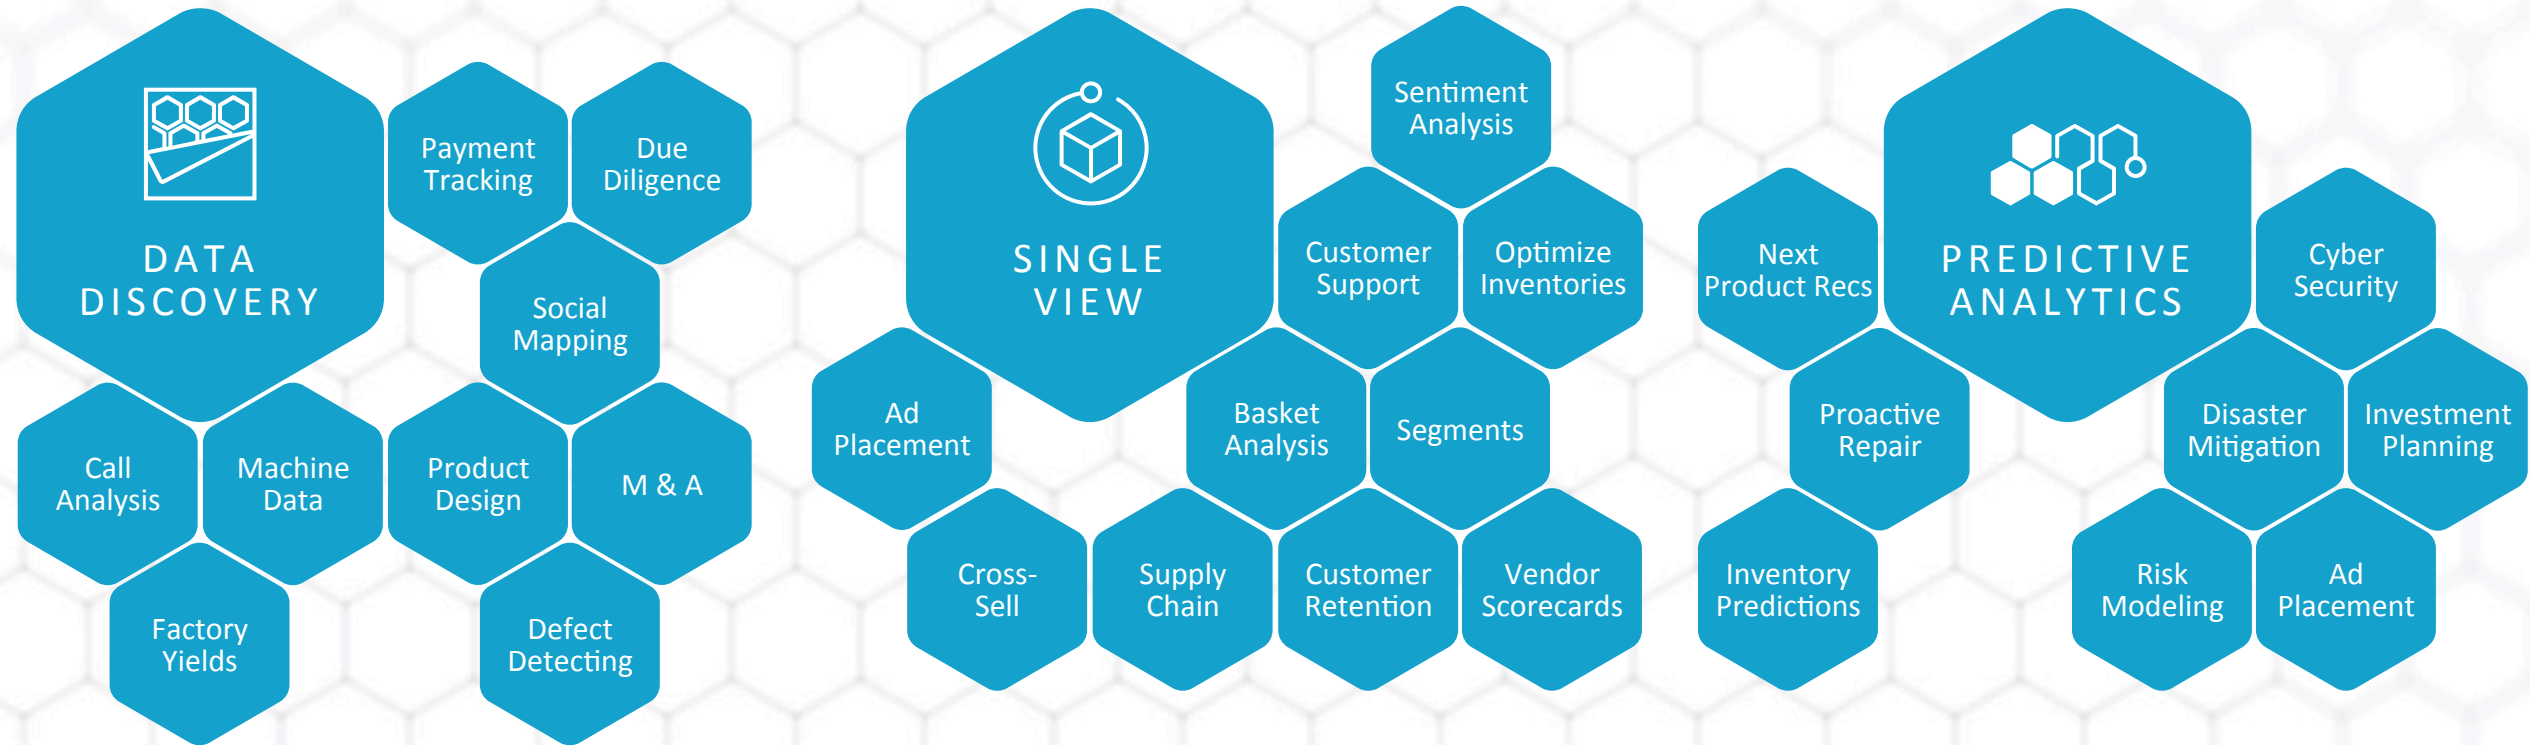 DATA
DISCOVERY
Payment
Tracking
Due
Diligence
Social
Mapping
Call
Analysis
Machine
Data
Product
Design
M & A
Factory
Yields
Defect
Detecting
SINGLE
VIEW
Sentiment
Analysis
Customer
Support
Optimize
Inventories
Ad
Placement
Basket
Analysis
Segments
Cross-
Sell
Supply
Chain
Customer
Retention
Vendor
Scorecards
PREDICTIVE
ANALYTICS
Next
Product Recs
Cyber
Security
Proactive
Repair
Disaster
Mitigation
Investment
Planning
Inventory
Predictions
Risk
Modeling
Ad
Placement